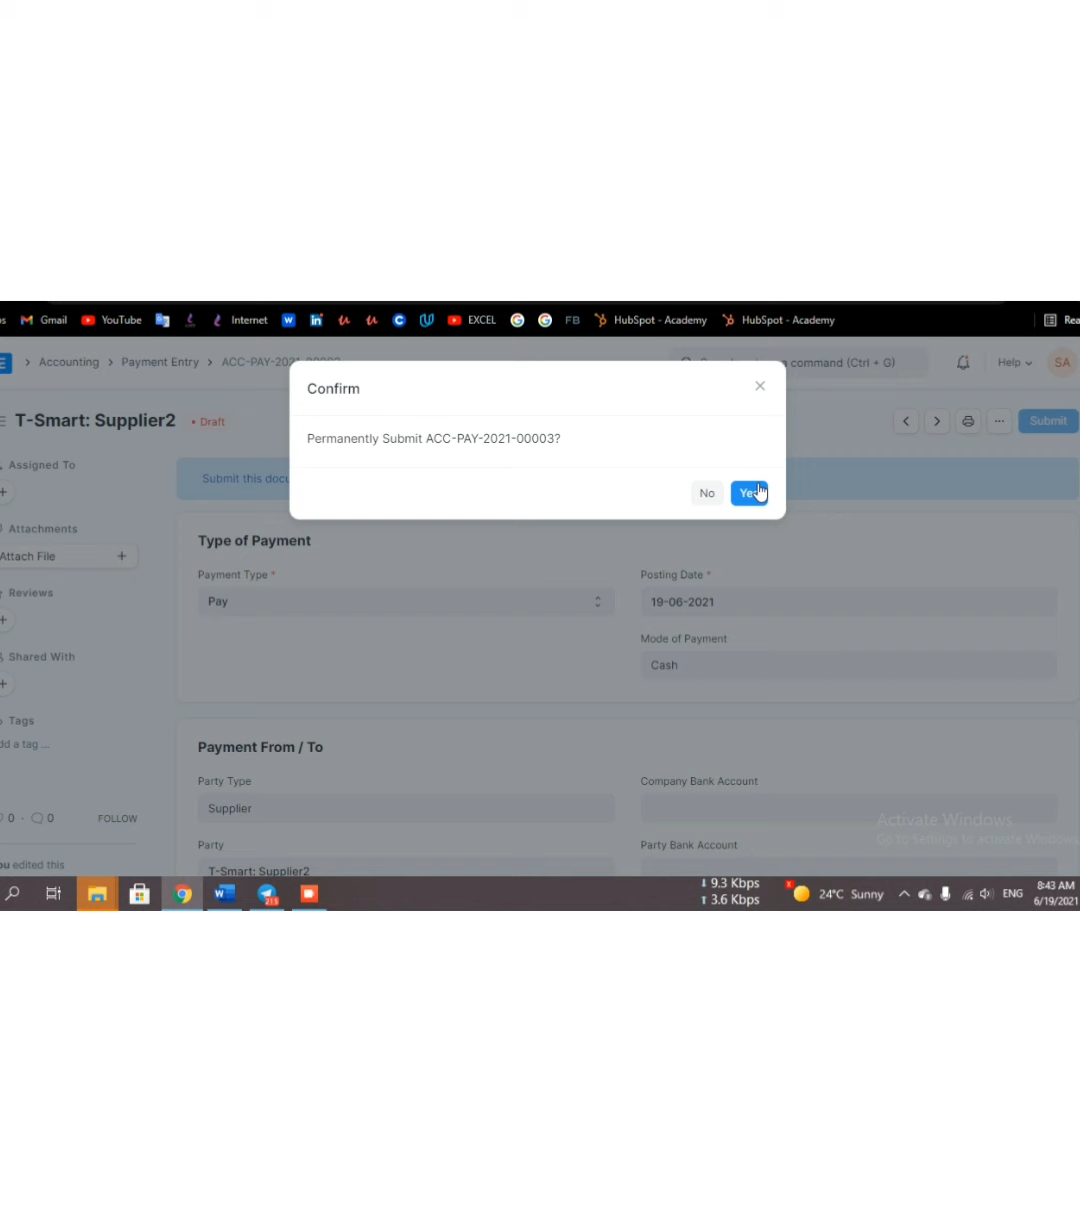 Gmail YouTube Internet EXCEL FB HubSpot - Academy HubSpot - Academy
Accounting > Payment Entry > ACC-PAY-2021-00003 a command (Ctrl + G) Help SA
Confirm
T-Smart: Supplier2 • Draft Submit
Permanently Submit ACC-PAY-2021-00003?
Assigned To
Submit this
No
Attachments
Attach File +
Type of Payment
Payment Type *
Posting Date *
Reviews
Pay
19-06-2021
Mode of Payment
Shared With
Cash
Tags
Payment From / To
Party Type
Company Bank Account
Supplier
0 · 0 FOLLOW
Activate Windows
Go to Settings to activate Windows
Party
Party Bank Account
edited this
T-Smart: Supplier2
9.3 Kbps
3.6 Kbps
24°C Sunny
ENG
8:43 AM
6/19/2021